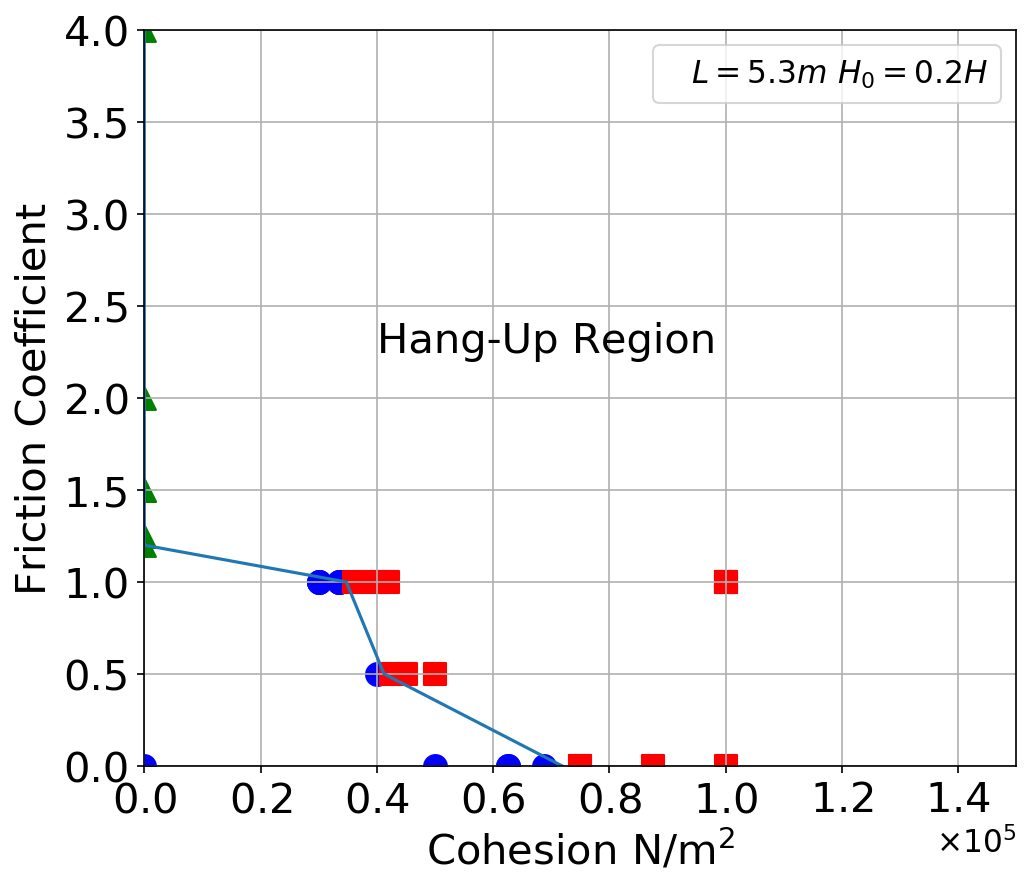 4.0
L = 5.3m H₀ = 0.2H
3.5
3.0
2.5
Hang-Up Region
2.0
1.5
1.0
0.5
0.0
Friction Coefficient
0.0 0.2 0.4 0.6 0.8 1.0 1.2 1.4
×10⁵
Cohesion N/m²